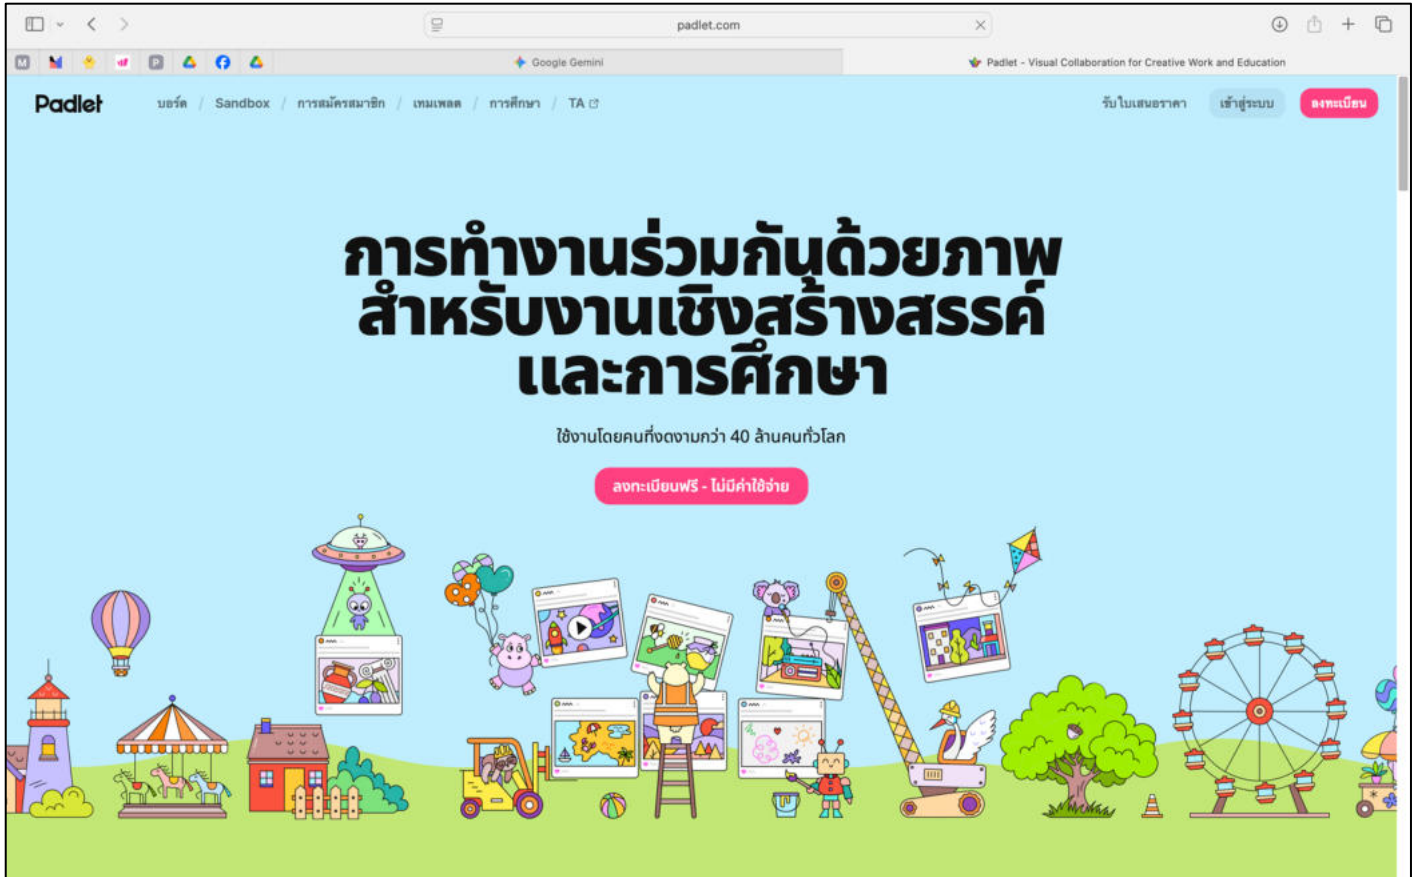 padlet.com
Google Gemini
Padlet - Visual Collaboration for Creative Work and Education
Padlet
บอร์ด / Sandbox / การสมัครสมาชิก / เทมเพลต / การศึกษา / TA
รับใบเสนอราคา
เข้าสู่ระบบ
ลงทะเบียน
การทำงานร่วมกันด้วยภาพ
สำหรับงานเชิงสร้างสรรค์
และการศึกษา
ใช้งานโดยคนที่งดงามกว่า 40 ล้านคนทั่วโลก
ลงทะเบียนฟรี - ไม่มีค่าใช้จ่าย